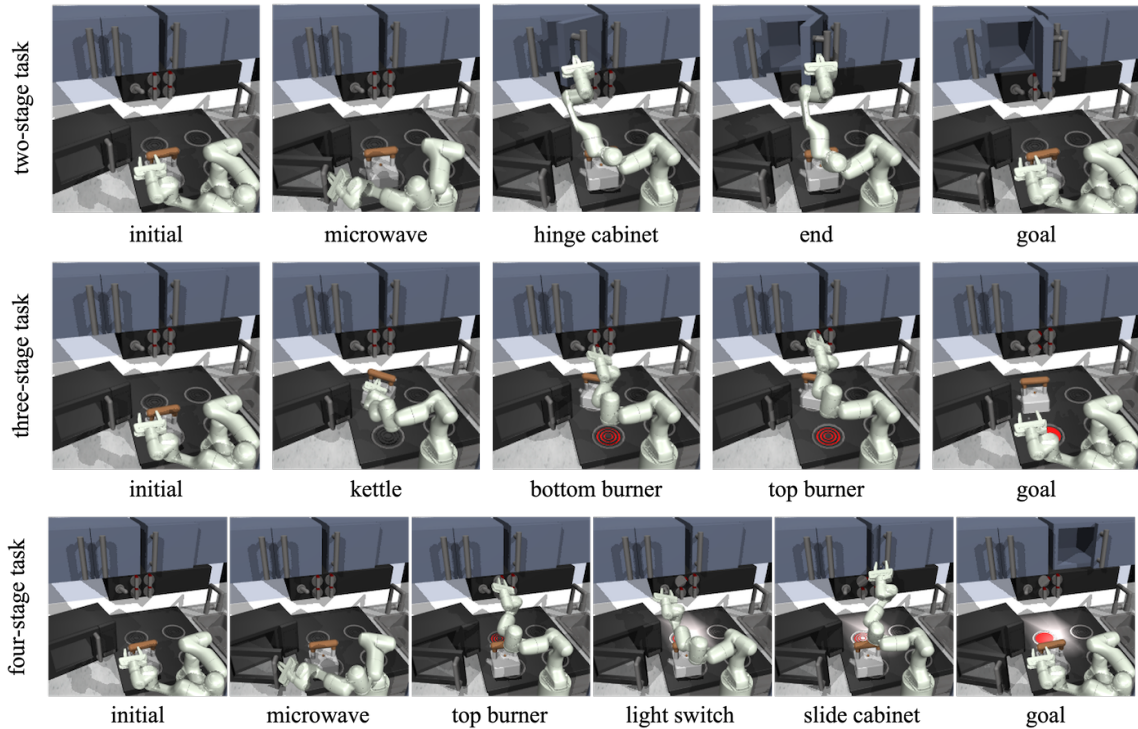 two-stage task
initial microwave hinge cabinet end goal
three-stage task
initial kettle bottom burner top burner goal
four-stage task
initial microwave top burner light switch slide cabinet goal